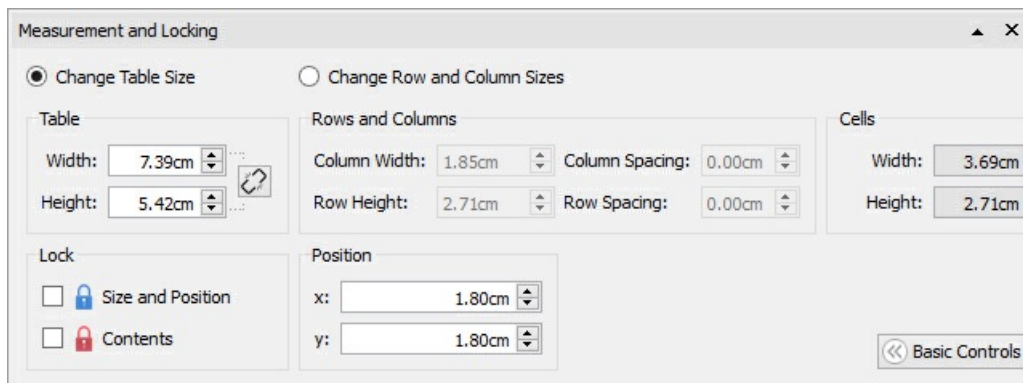 Measurement and Locking
Change Table Size Change Row and Column Sizes
Table Rows and Columns Cells
Width: 7.39cm Column Width: 1.85cm Column Spacing: 0.00cm Width: 3.69cm
Height: 5.42cm Row Height: 2.71cm Row Spacing: 0.00cm Height: 2.71cm
Lock Position
Size and Position x: 1.80cm
Contents y: 1.80cm
Basic Controls